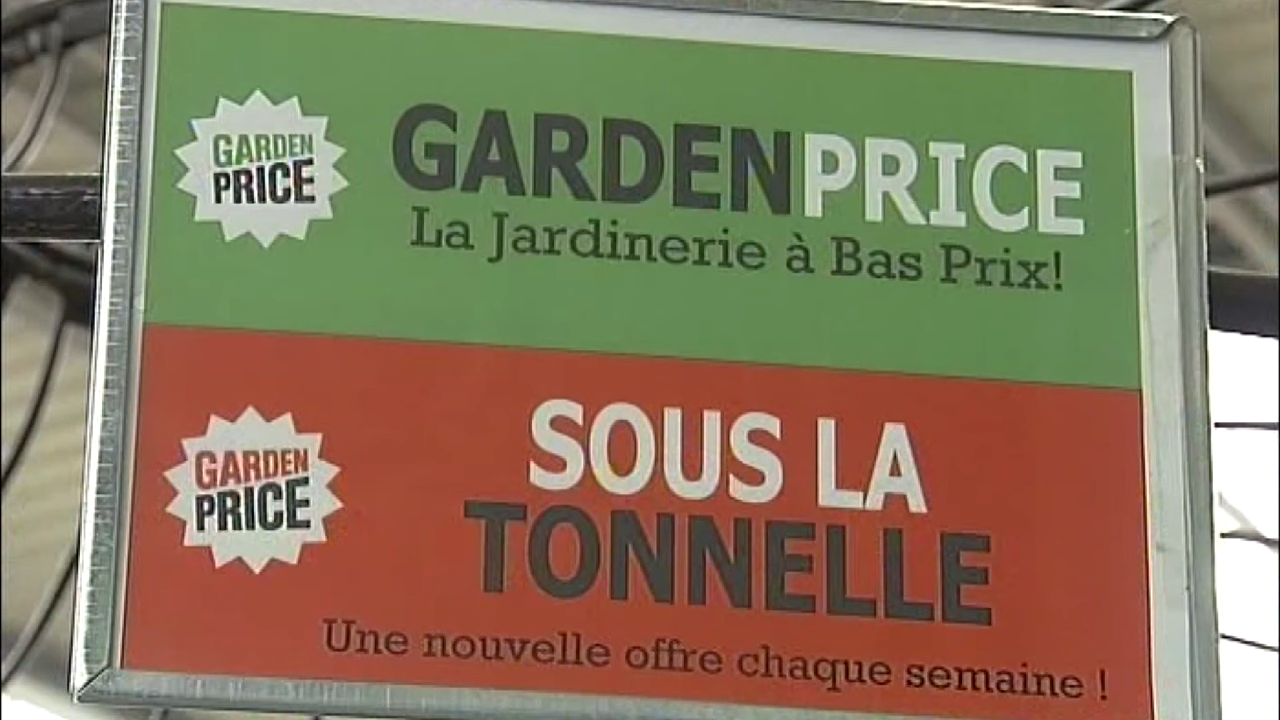 GARDEN
PRICE
GARDENPRICE
La Jardinerie à Bas Prix!
GARDEN
PRICE
SOUS LA
TONNELLE
Une nouvelle offre chaque semaine !